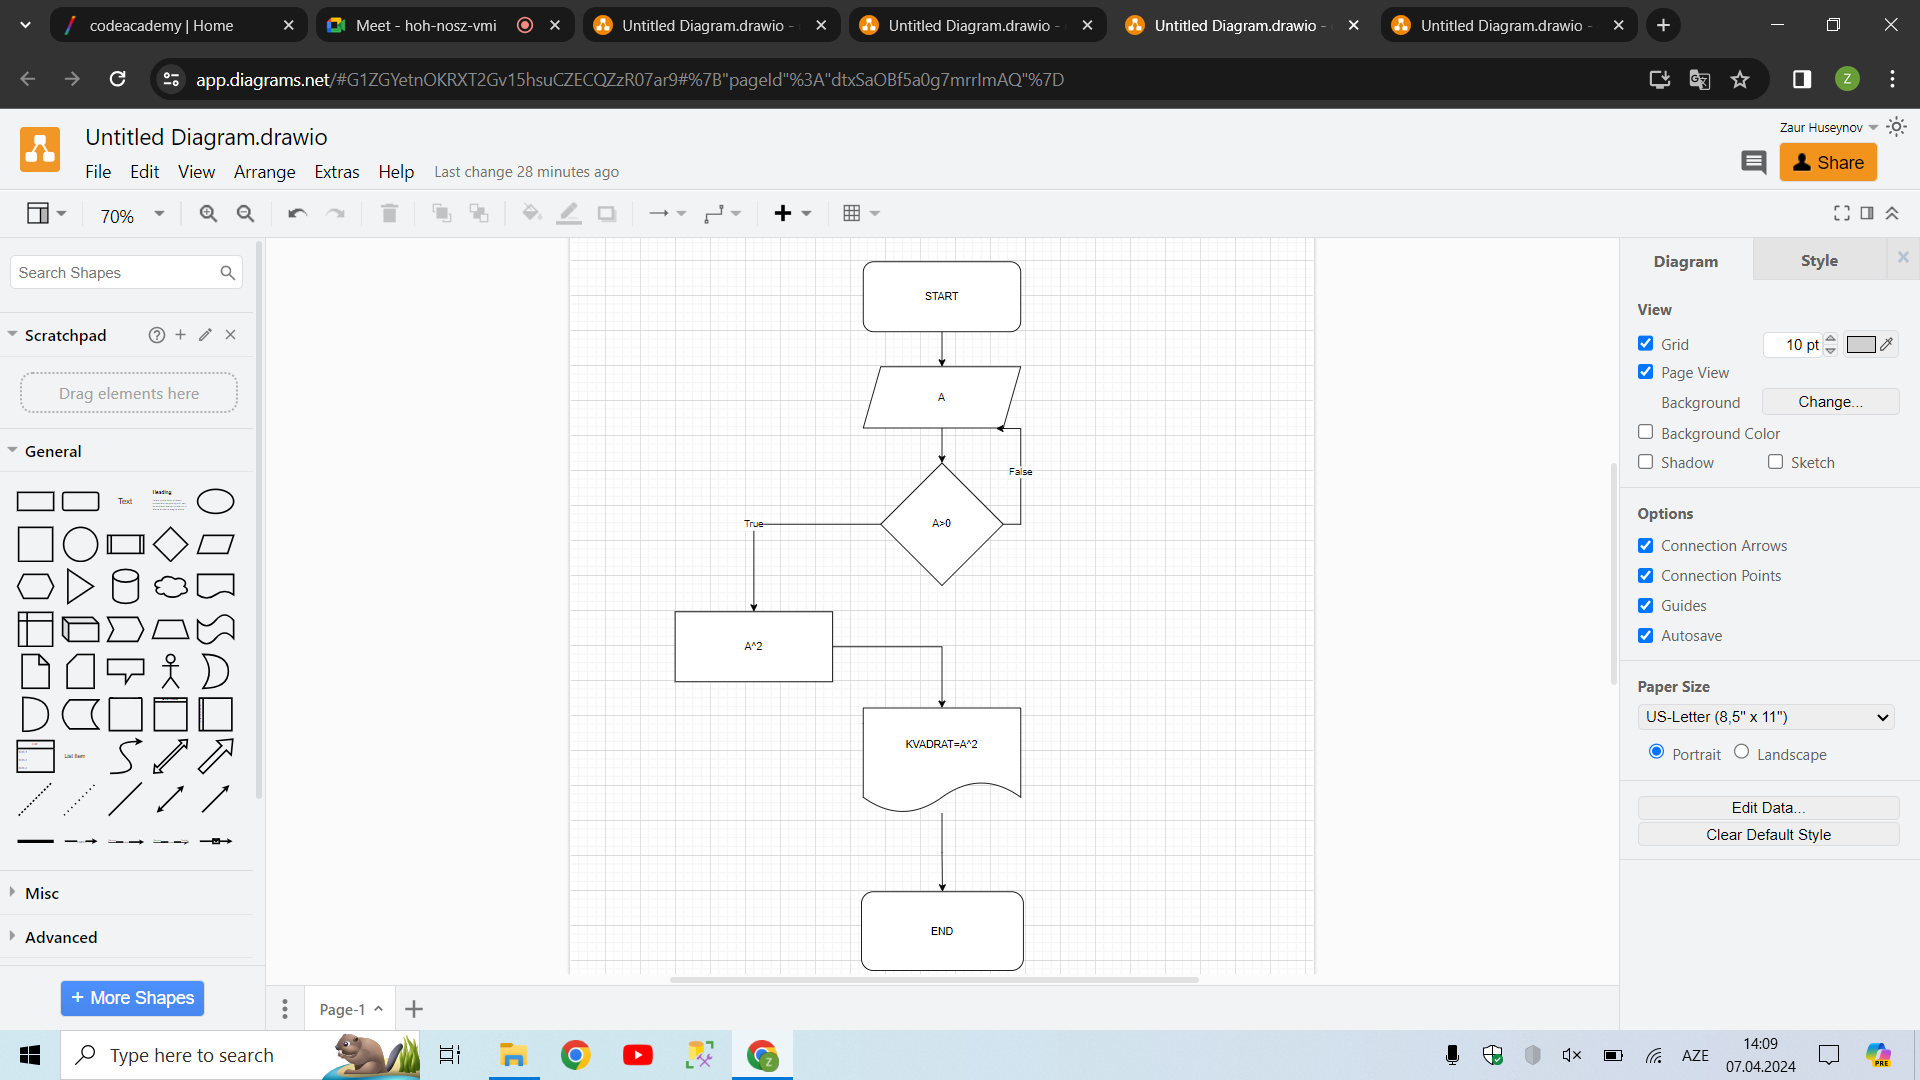 codeacademy | Home
Meet - hoh-nosz-vmi
Untitled Diagram.drawio -
Untitled Diagram.drawio -
Untitled Diagram.drawio -
Untitled Diagram.drawio -
app.diagrams.net/#G1ZGYetnOKRXT2Gv15hsuCZECQZzR07ar9#%7B"pageId"%3A"dtxSaOBf5a0g7mrrImAQ"%7D
Z
Untitled Diagram.drawio
Zaur Huseynov
File Edit View Arrange Extras Help Last change 28 minutes ago
Share
70%
Search Shapes
Scratchpad
Drag elements here
General
Text
Heading
List Item
Misc
Advanced
+ More Shapes
START
A
False
A>0
True
A^2
KVADRAT=A^2
END
Page-1
Diagram Style
View
Grid 10 pt
Page View
Background Change...
Background Color
Shadow Sketch
Options
Connection Arrows
Connection Points
Guides
Autosave
Paper Size
US-Letter (8,5" x 11")
Portrait Landscape
Edit Data...
Clear Default Style
Type here to search
Z
AZE
14:09
07.04.2024
PRE